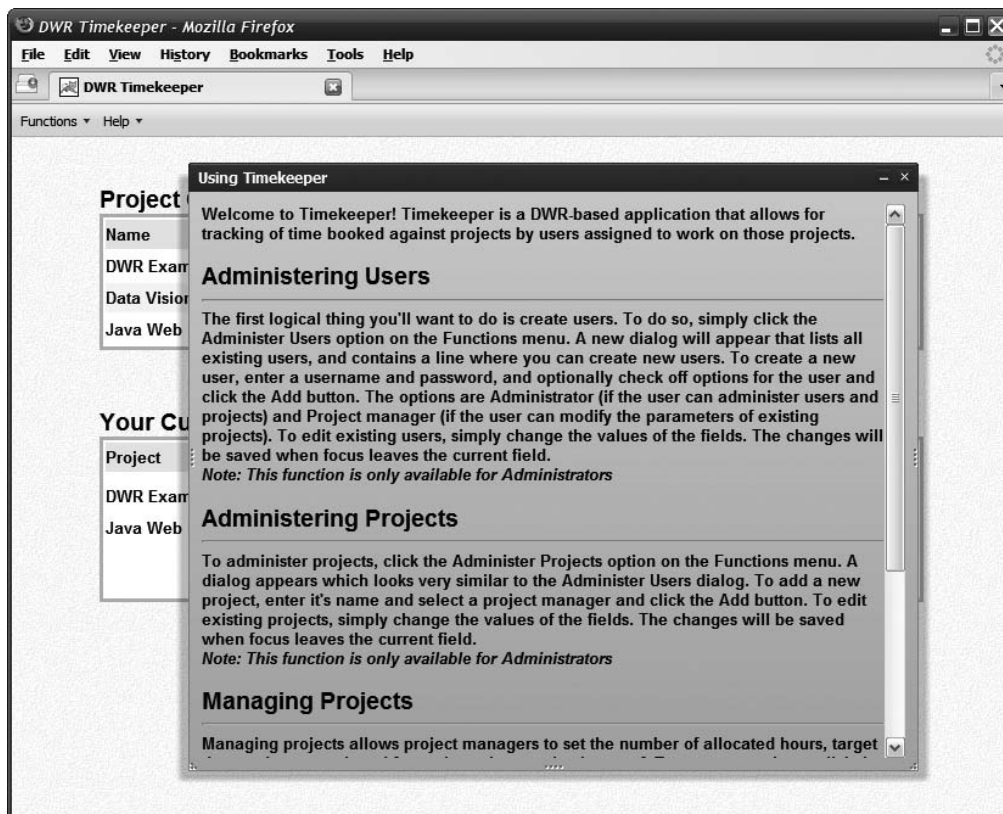 DWR Timekeeper - Mozilla Firefox
File Edit View History Bookmarks Tools Help
DWR Timekeeper
Functions Help
Project
Name
DWR Exam
Data Vision
Java Web
Your Cu
Project
DWR Exam
Java Web
Using Timekeeper
Welcome to Timekeeper! Timekeeper is a DWR-based application that allows for
tracking of time booked against projects by users assigned to work on those projects.
Administering Users
The first logical thing you'll want to do is create users. To do so, simply click the
Administer Users option on the Functions menu. A new dialog will appear that lists all
existing users, and contains a line where you can create new users. To create a new
user, enter a username and password, and optionally check off options for the user and
click the Add button. The options are Administrator (if the user can administer users and
projects) and Project manager (if the user can modify the parameters of existing
projects). To edit existing users, simply change the values of the fields. The changes will
be saved when focus leaves the current field.
Note: This function is only available for Administrators
Administering Projects
To administer projects, click the Administer Projects option on the Functions menu. A
dialog appears which looks very similar to the Administer Users dialog. To add a new
project, enter it's name and select a project manager and click the Add button. To edit
existing projects, simply change the values of the fields. The changes will be saved
when focus leaves the current field.
Note: This function is only available for Administrators
Managing Projects
Managing projects allows project managers to set the number of allocated hours, target